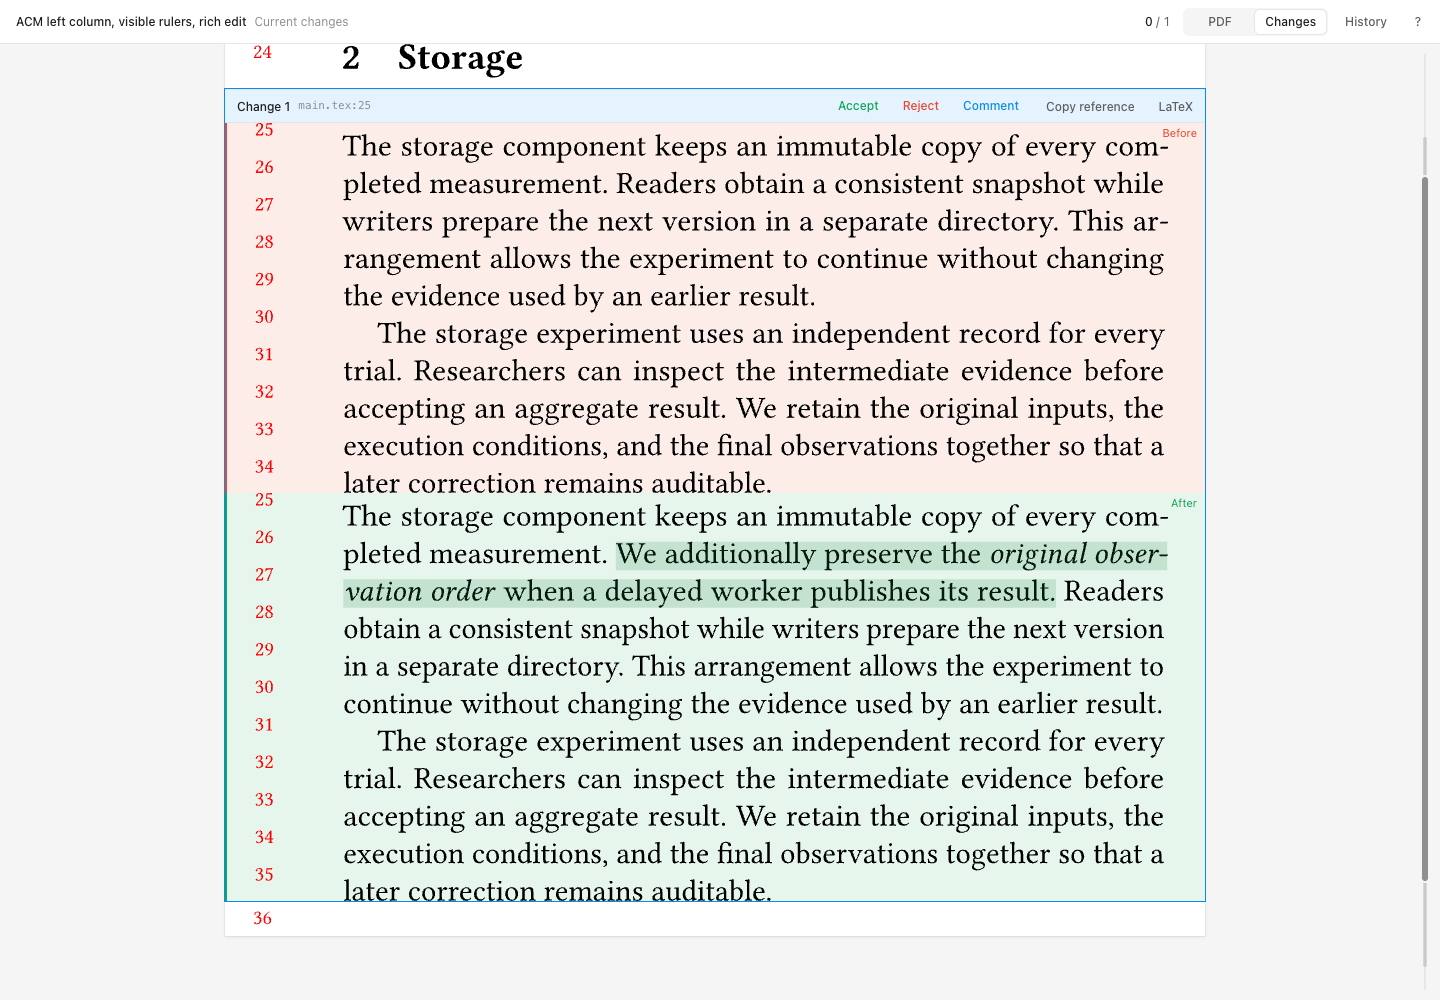 ACM left column, visible rulers, rich edit Current changes 0 / 1 PDF Changes History ?
24 2 Storage
Change 1 main.tex:25 Accept Reject Comment Copy reference LaTeX
Before
25 The storage component keeps an immutable copy of every com-
26 pleted measurement. Readers obtain a consistent snapshot while
27 writers prepare the next version in a separate directory. This ar-
28 rangement allows the experiment to continue without changing
29 the evidence used by an earlier result.
30 The storage experiment uses an independent record for every
31 trial. Researchers can inspect the intermediate evidence before
32 accepting an aggregate result. We retain the original inputs, the
33 execution conditions, and the final observations together so that a
34 later correction remains auditable.
After
25 The storage component keeps an immutable copy of every com-
26 pleted measurement. We additionally preserve the original obser-
27 vation order when a delayed worker publishes its result. Readers
28 obtain a consistent snapshot while writers prepare the next version
29 in a separate directory. This arrangement allows the experiment to
30 continue without changing the evidence used by an earlier result.
31 The storage experiment uses an independent record for every
32 trial. Researchers can inspect the intermediate evidence before
33 accepting an aggregate result. We retain the original inputs, the
34 execution conditions, and the final observations together so that a
35 later correction remains auditable.
36